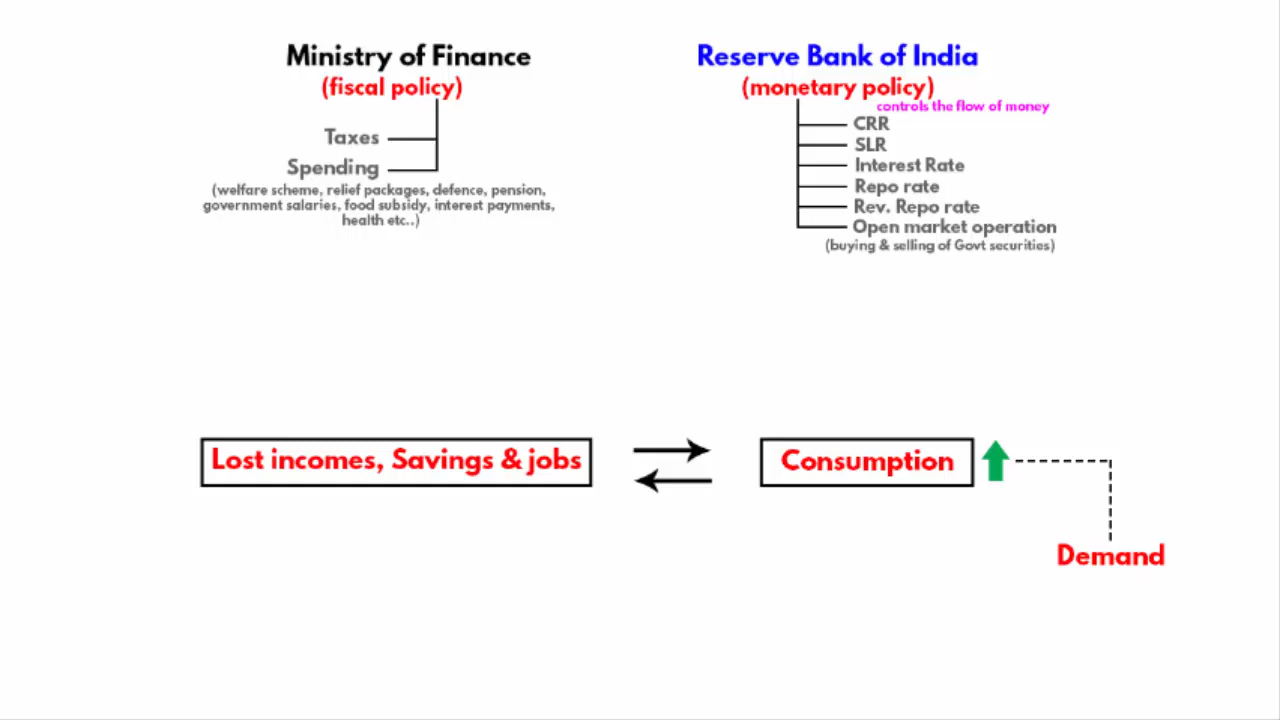 Ministry of Finance
(fiscal policy)
Taxes
Spending
(welfare scheme, relief packages, defence, pension,
government salaries, food subsidy, interest payments,
health etc..)
Reserve Bank of India
(monetary policy)
controls the flow of money
CRR
SLR
Interest Rate
Repo rate
Rev. Repo rate
Open market operation
(buying & selling of Govt securities)
Lost incomes, Savings & jobs
Consumption
Demand